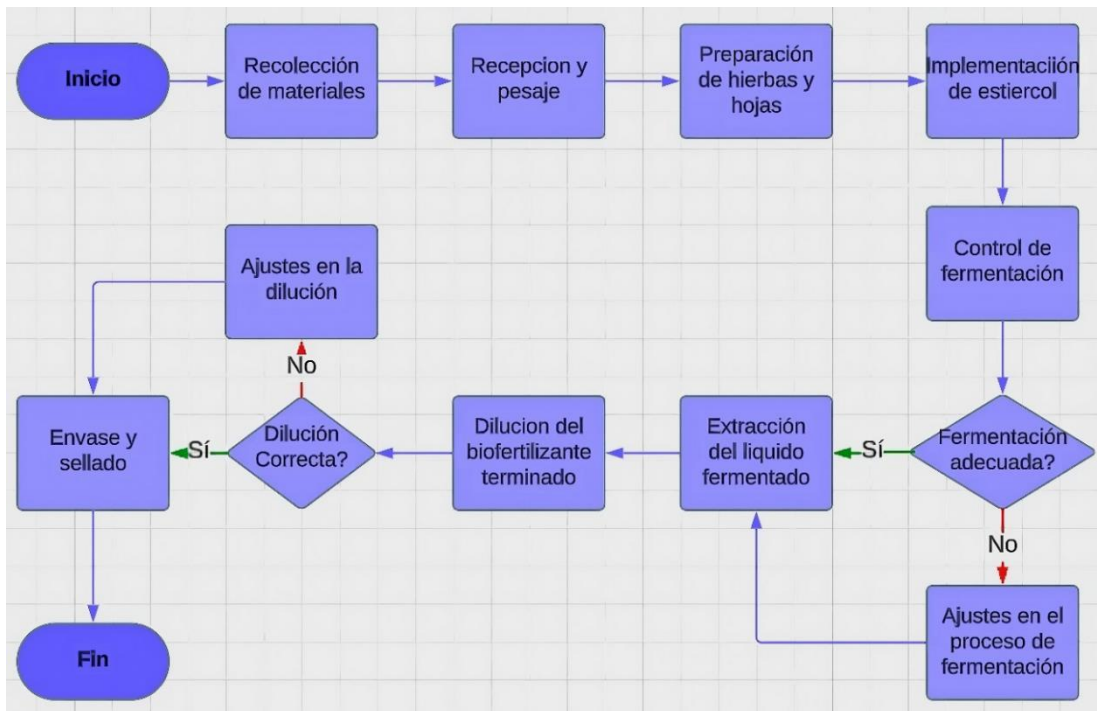 Inicio
Recolección
de materiales
Recepcion y
pesaje
Preparación
de hierbas y
hojas
Implementaciión
de estiercol
Control de
fermentación
Fermentación
adecuada?
Sí
No
Ajustes en el
proceso de
fermentación
Extracción
del liquido
fermentado
Dilucion del
biofertilizante
terminado
Dilución
Correcta?
No
Ajustes en la
dilución
Sí
Envase y
sellado
Fin